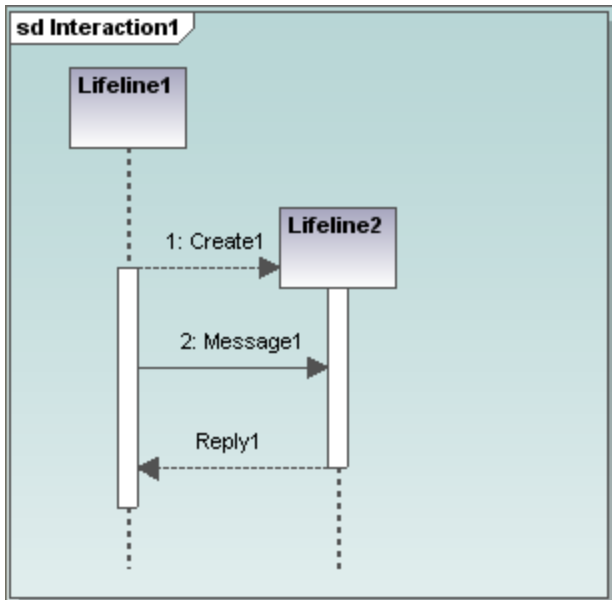 sd Interaction1
Lifeline1
Lifeline2
1: Create1
2: Message1
Reply1